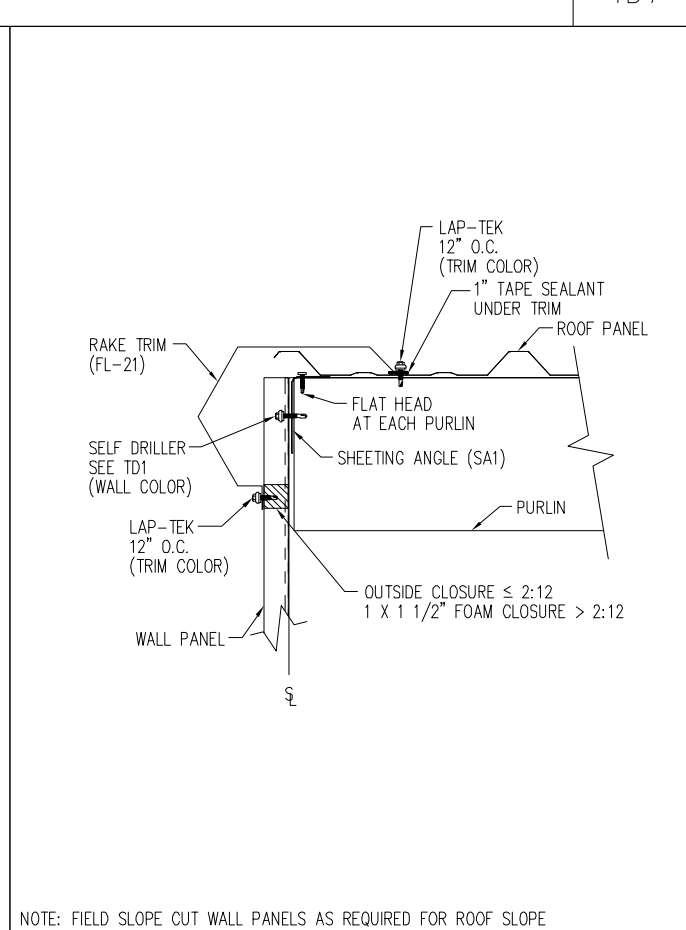 LAP-TEK
12" O.C.
(TRIM COLOR)
1" TAPE SEALANT
UNDER TRIM
ROOF PANEL
RAKE TRIM
(FL-21)
FLAT HEAD
AT EACH PURLIN
SELF DRILLER
SEE TD1
(WALL COLOR)
SHEETING ANGLE (SA1)
PURLIN
LAP-TEK
12" O.C.
(TRIM COLOR)
OUTSIDE CLOSURE ≤ 2:12
1 X 1 1/2" FOAM CLOSURE > 2:12
WALL PANEL
NOTE: FIELD SLOPE CUT WALL PANELS AS REQUIRED FOR ROOF SLOPE